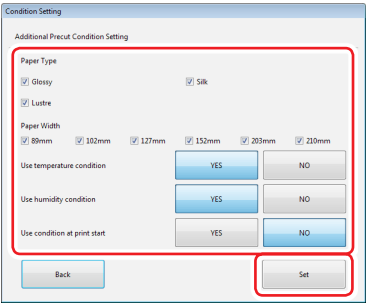 Condition Setting
Additional Precut Condition Setting
Paper Type
Glossy Silk
Lustre
Paper Width
89mm 102mm 127mm 152mm 203mm 210mm
Use temperature condition YES NO
Use humidity condition YES NO
Use condition at print start YES NO
Back Set